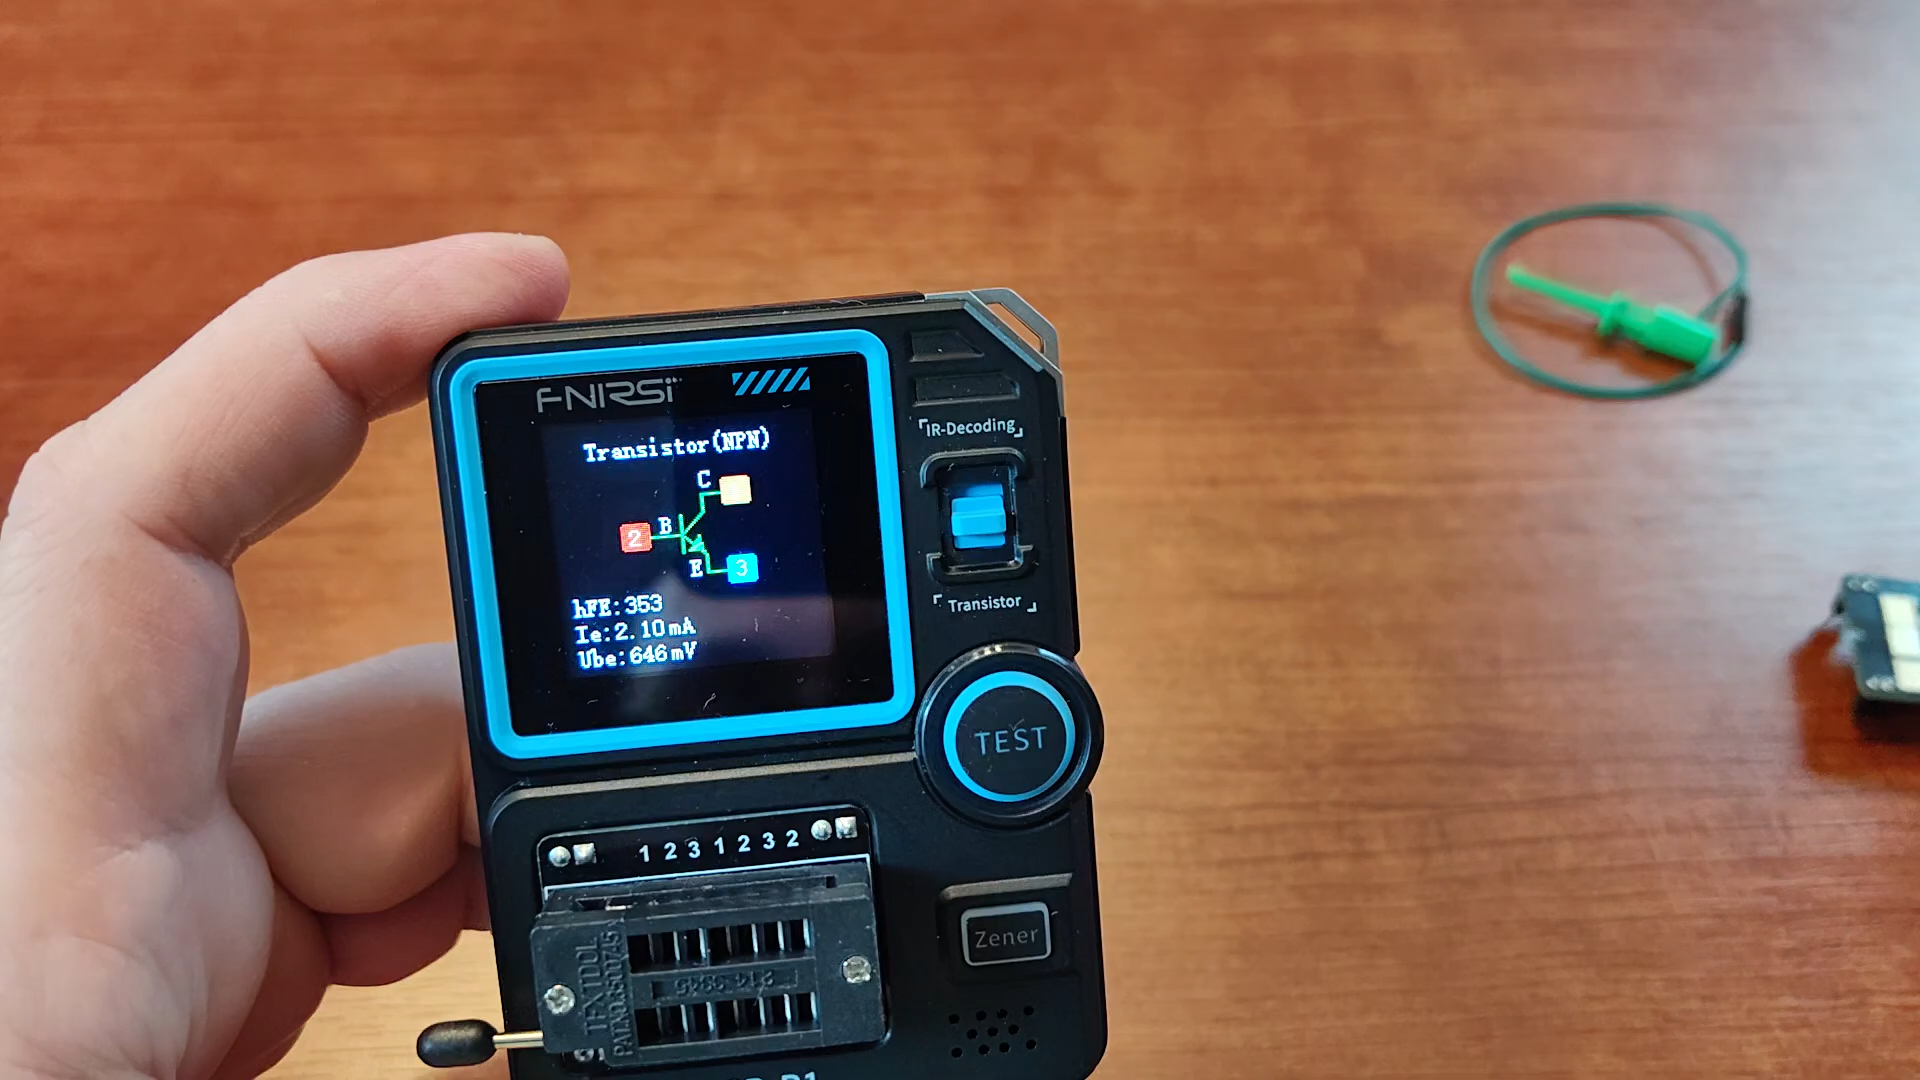 FNIRSI
IR-Decoding
Transistor(NPN)
C
2 B
E 3
hFE:353
Ie:2.10mA
Ube:646mV
Transistor
TEST
1 2 3 1 2 3 2
Zener
TFXTOOL